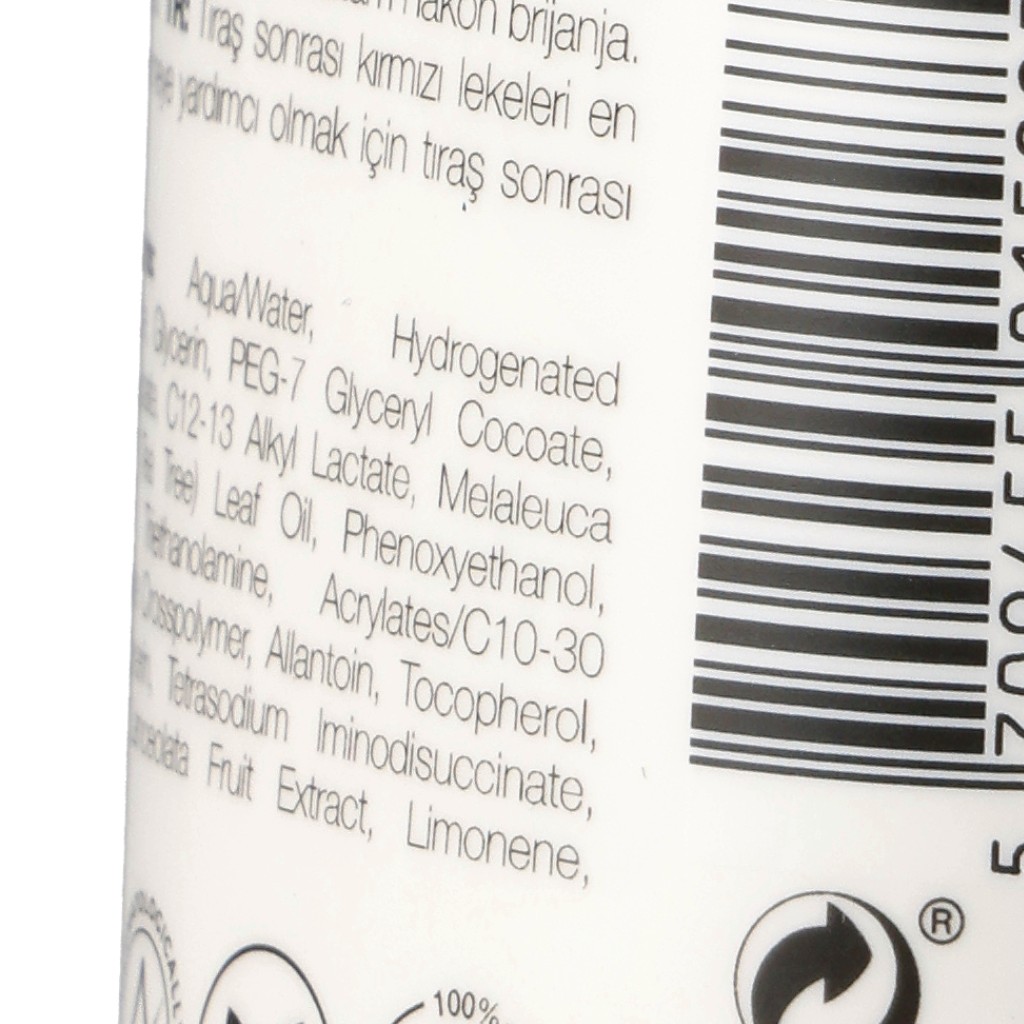 brijanja.
TR: Tıraş sonrası kırmızı lekeleri en
yardımcı olmak için tıraş sonrası
Aqua/Water, Hydrogenated
Glycerin, PEG-7 Glyceryl Cocoate,
C12-13 Alkyl Lactate, Melaleuca
Tree) Leaf Oil, Phenoxyethanol,
Triethanolamine, Acrylates/C10-30
Crosspolymer, Allantoin, Tocopherol,
Tetrasodium Iminodisuccinate,
Fruit Extract, Limonene,
100%
®